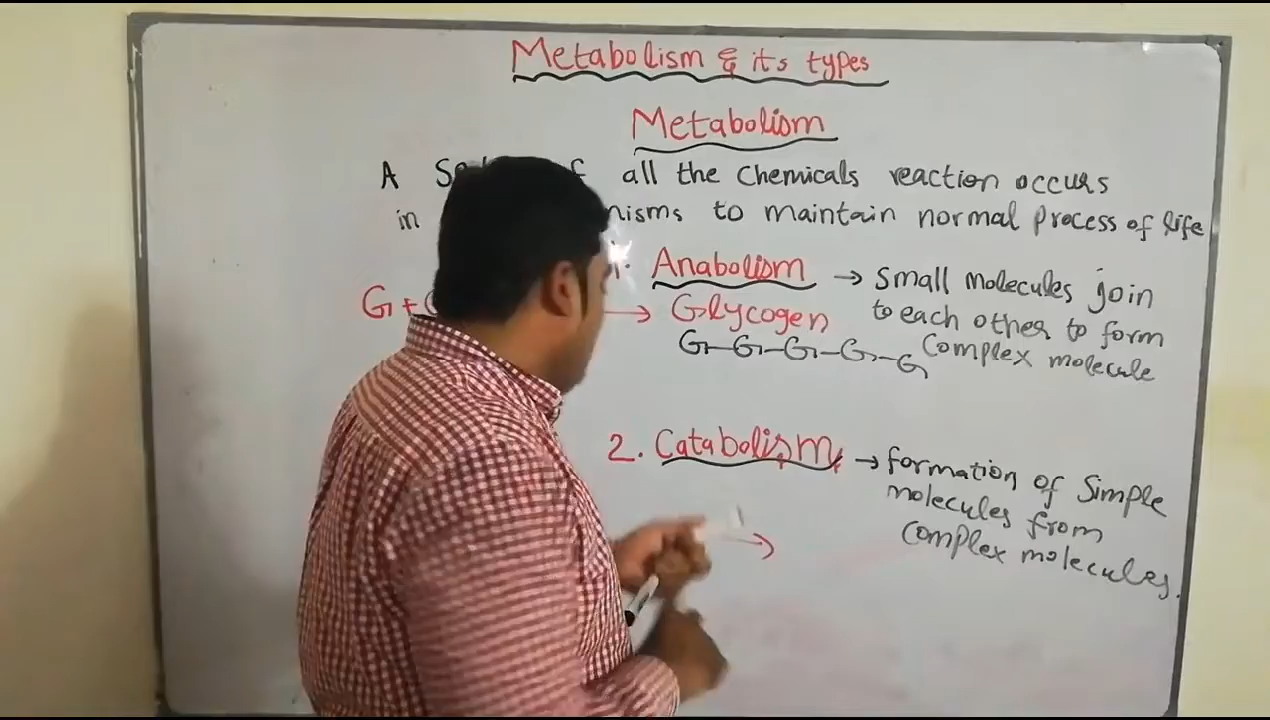 Metabolism & its types
Metabolism
A all the Chemicals reaction occurs
in to maintain normal process of life
1. Anabolism → Small molecules join
to each other to form
Complex molecule
G + → Glycogen
G-G-G-G-G
2. Catabolism → formation of Simple
molecules from
Complex molecules.
→